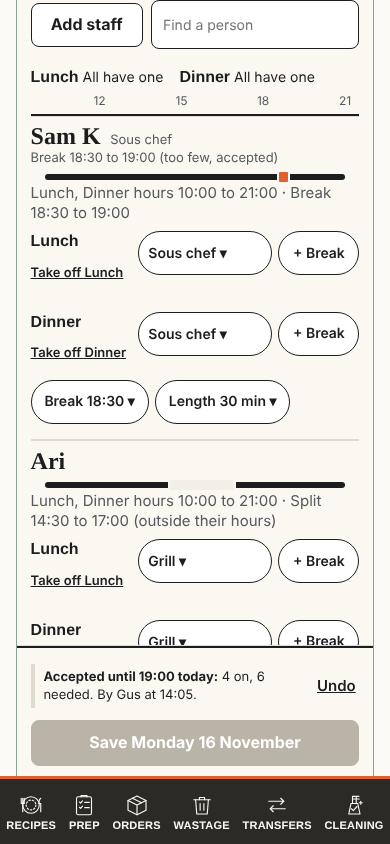 Add staff
Find a person
Lunch All have one Dinner All have one
12 15 18 21
Sam K Sous chef
Break 18:30 to 19:00 (too few, accepted)
Lunch, Dinner hours 10:00 to 21:00 · Break
18:30 to 19:00
Lunch
Sous chef ▾
+ Break
Take off Lunch
Dinner
Sous chef ▾
+ Break
Take off Dinner
Break 18:30 ▾
Length 30 min ▾
Ari
Lunch, Dinner hours 10:00 to 21:00 · Split
14:30 to 17:00 (outside their hours)
Lunch
Grill ▾
+ Break
Take off Lunch
Dinner
Grill ▾
+ Break
Accepted until 19:00 today: 4 on, 6
needed. By Gus at 14:05.
Undo
Save Monday 16 November
RECIPES PREP ORDERS WASTAGE TRANSFERS CLEANING